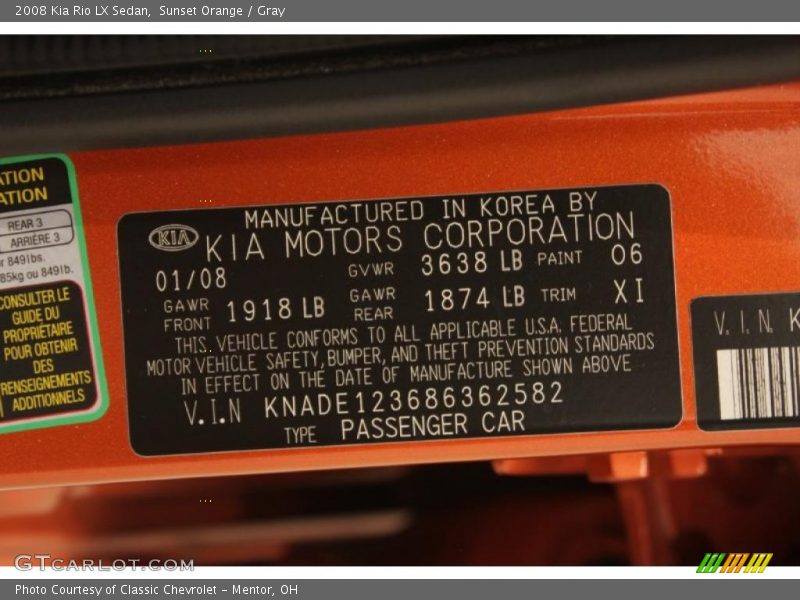 2008 Kia Rio LX Sedan, Sunset Orange / Gray
ATION
ATION
REAR 3
ARRIÈRE 3
r 849lbs.
85kg ou 849lb.
CONSULTER LE
GUIDE DU
PROPRIÉTAIRE
POUR OBTENIR
DES
RENSEIGNEMENTS
ADDITIONNELS
MANUFACTURED IN KOREA BY
KIA KIA MOTORS CORPORATION
01/08 GVWR 3638 LB PAINT 06
GAWR FRONT 1918 LB GAWR REAR 1874 LB TRIM XI
THIS VEHICLE CONFORMS TO ALL APPLICABLE U.S.A. FEDERAL
MOTOR VEHICLE SAFETY, BUMPER, AND THEFT PREVENTION STANDARDS
IN EFFECT ON THE DATE OF MANUFACTURE SHOWN ABOVE
V.I.N KNADE123686362582
TYPE PASSENGER CAR
V.I.N. K
GTCARLOT.COM
Photo Courtesy of Classic Chevrolet - Mentor, OH